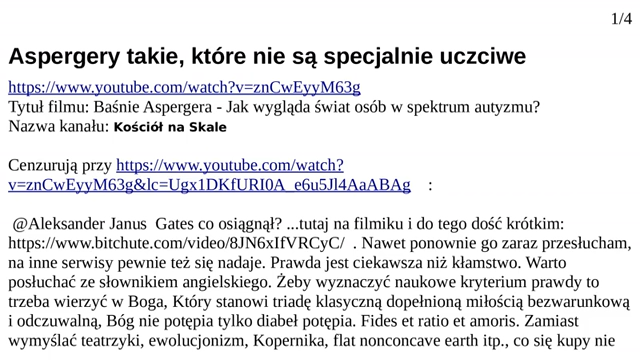 1/4
Aspergery takie, które nie są specjalnie uczciwe
https://www.youtube.com/watch?v=znCwEyyM63g
Tytuł filmu: Baśnie Aspergera - Jak wygląda świat osób w spektrum autyzmu?
Nazwa kanału: Kościół na Skale
Cenzurują przy https://www.youtube.com/watch?
v=znCwEyyM63g&lc=Ugx1DKfURI0A_e6u5Jl4AaABAg :
@Aleksander Janus Gates co osiągnął? ...tutaj na filmiku i do tego dość krótkim:
https://www.bitchute.com/video/8JN6xIfVRCyC/ . Nawet ponownie go zaraz przesłucham,
na inne serwisy pewnie też się nadaje. Prawda jest ciekawsza niż kłamstwo. Warto
posłuchać ze słownikiem angielskiego. Żeby wyznaczyć naukowe kryterium prawdy to
trzeba wierzyć w Boga, Który stanowi triadę klasyczną dopełnioną miłością bezwarunkową
i odczuwalną, Bóg nie potępia tylko diabeł potępia. Fides et ratio et amoris. Zamiast
wymyślać teatrzyki, ewolucjonizm, Kopernika, flat nonconcave earth itp., co się kupy nie